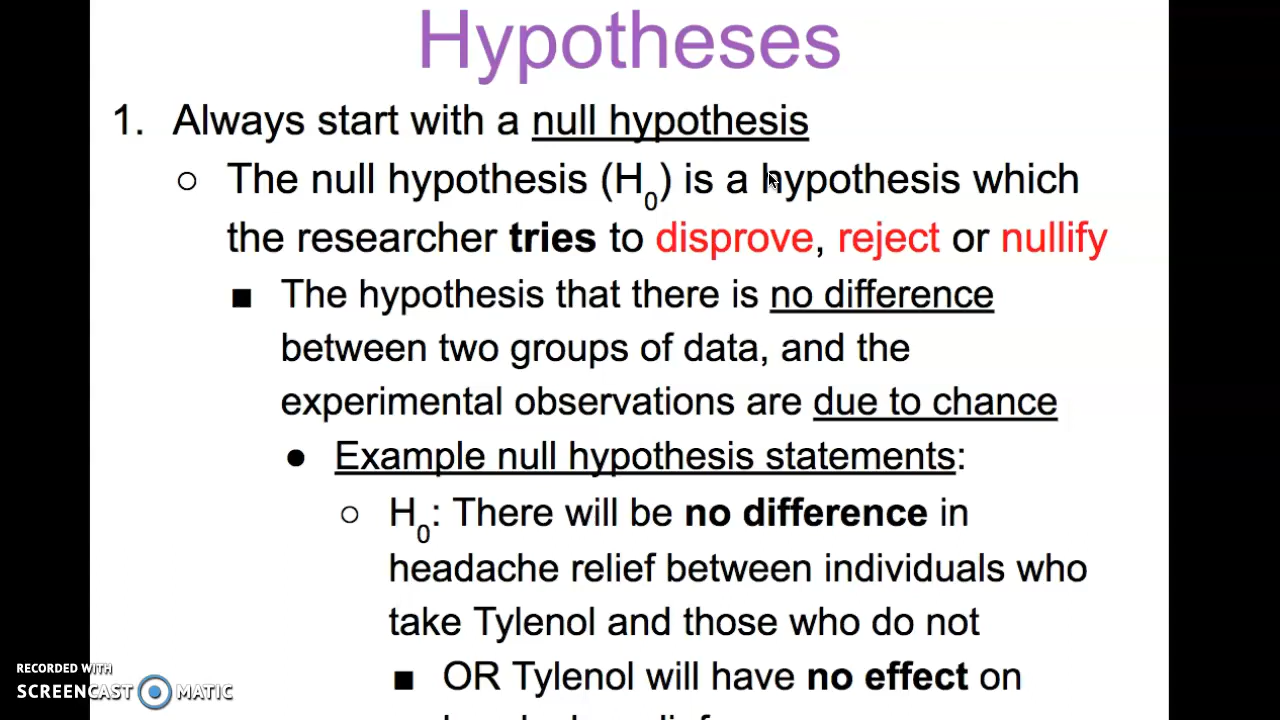 Hypotheses
1. Always start with a null hypothesis
○ The null hypothesis (H0) is a hypothesis which
the researcher tries to disprove, reject or nullify
■ The hypothesis that there is no difference
between two groups of data, and the
experimental observations are due to chance
● Example null hypothesis statements:
○ H0: There will be no difference in
headache relief between individuals who
take Tylenol and those who do not
■ OR Tylenol will have no effect on
RECORDED WITH
SCREENCAST MATIC